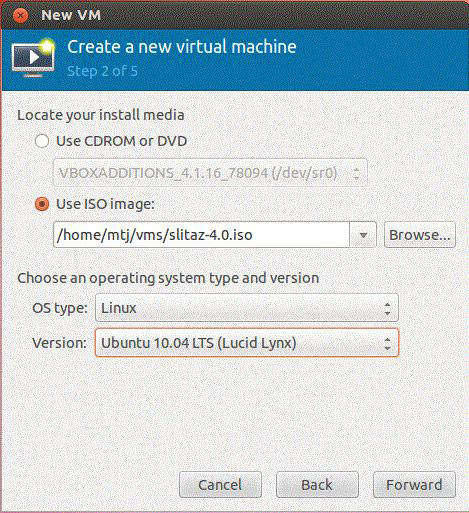 New VM
Create a new virtual machine
Step 2 of 5
Locate your install media
Use CDROM or DVD
VBOXADDITIONS_4.1.16_78094 (/dev/sr0)
Use ISO image:
/home/mtj/vms/slitaz-4.0.iso Browse...
Choose an operating system type and version
OS type: Linux
Version: Ubuntu 10.04 LTS (Lucid Lynx)
Cancel Back Forward